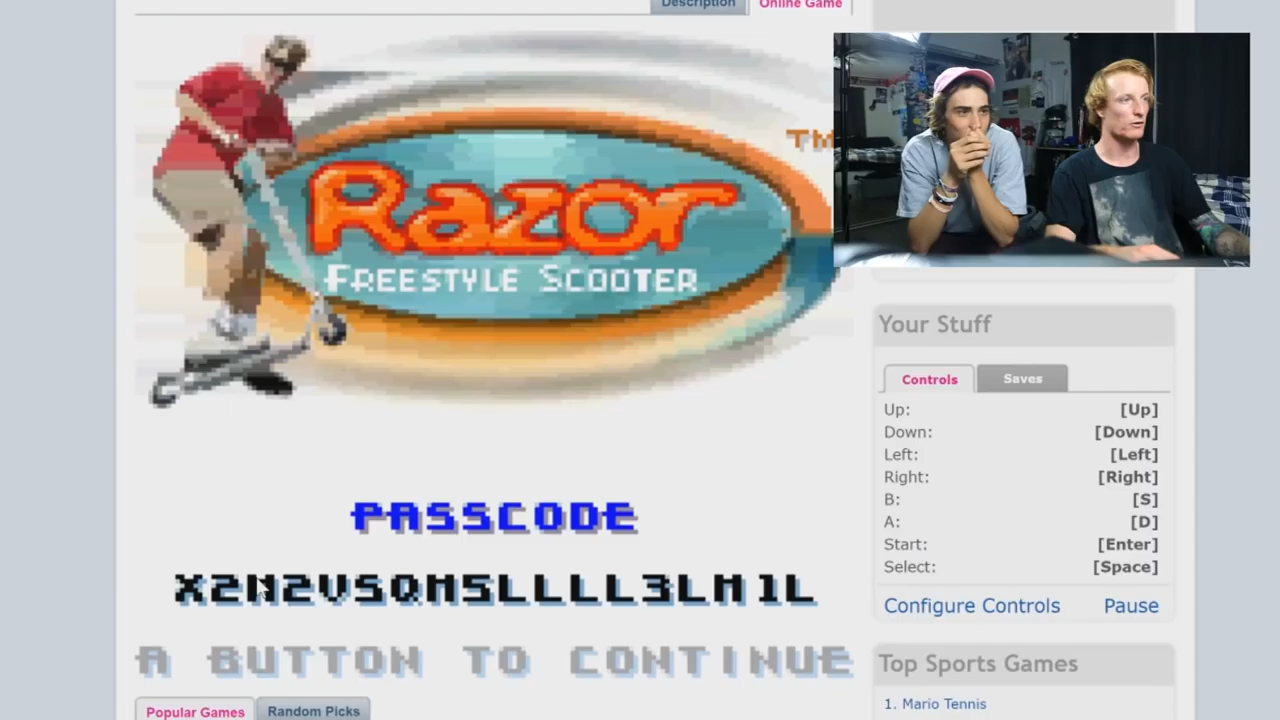 Description
Online Game
TM
Razor
FREESTYLE SCOOTER
PASSCODE
X2N2VSQM5LLLL3LM1L
A BUTTON TO CONTINUE
Popular Games
Random Picks
Your Stuff
Controls
Saves
Up: [Up]
Down: [Down]
Left: [Left]
Right: [Right]
B: [S]
A: [D]
Start: [Enter]
Select: [Space]
Configure Controls
Pause
Top Sports Games
1. Mario Tennis